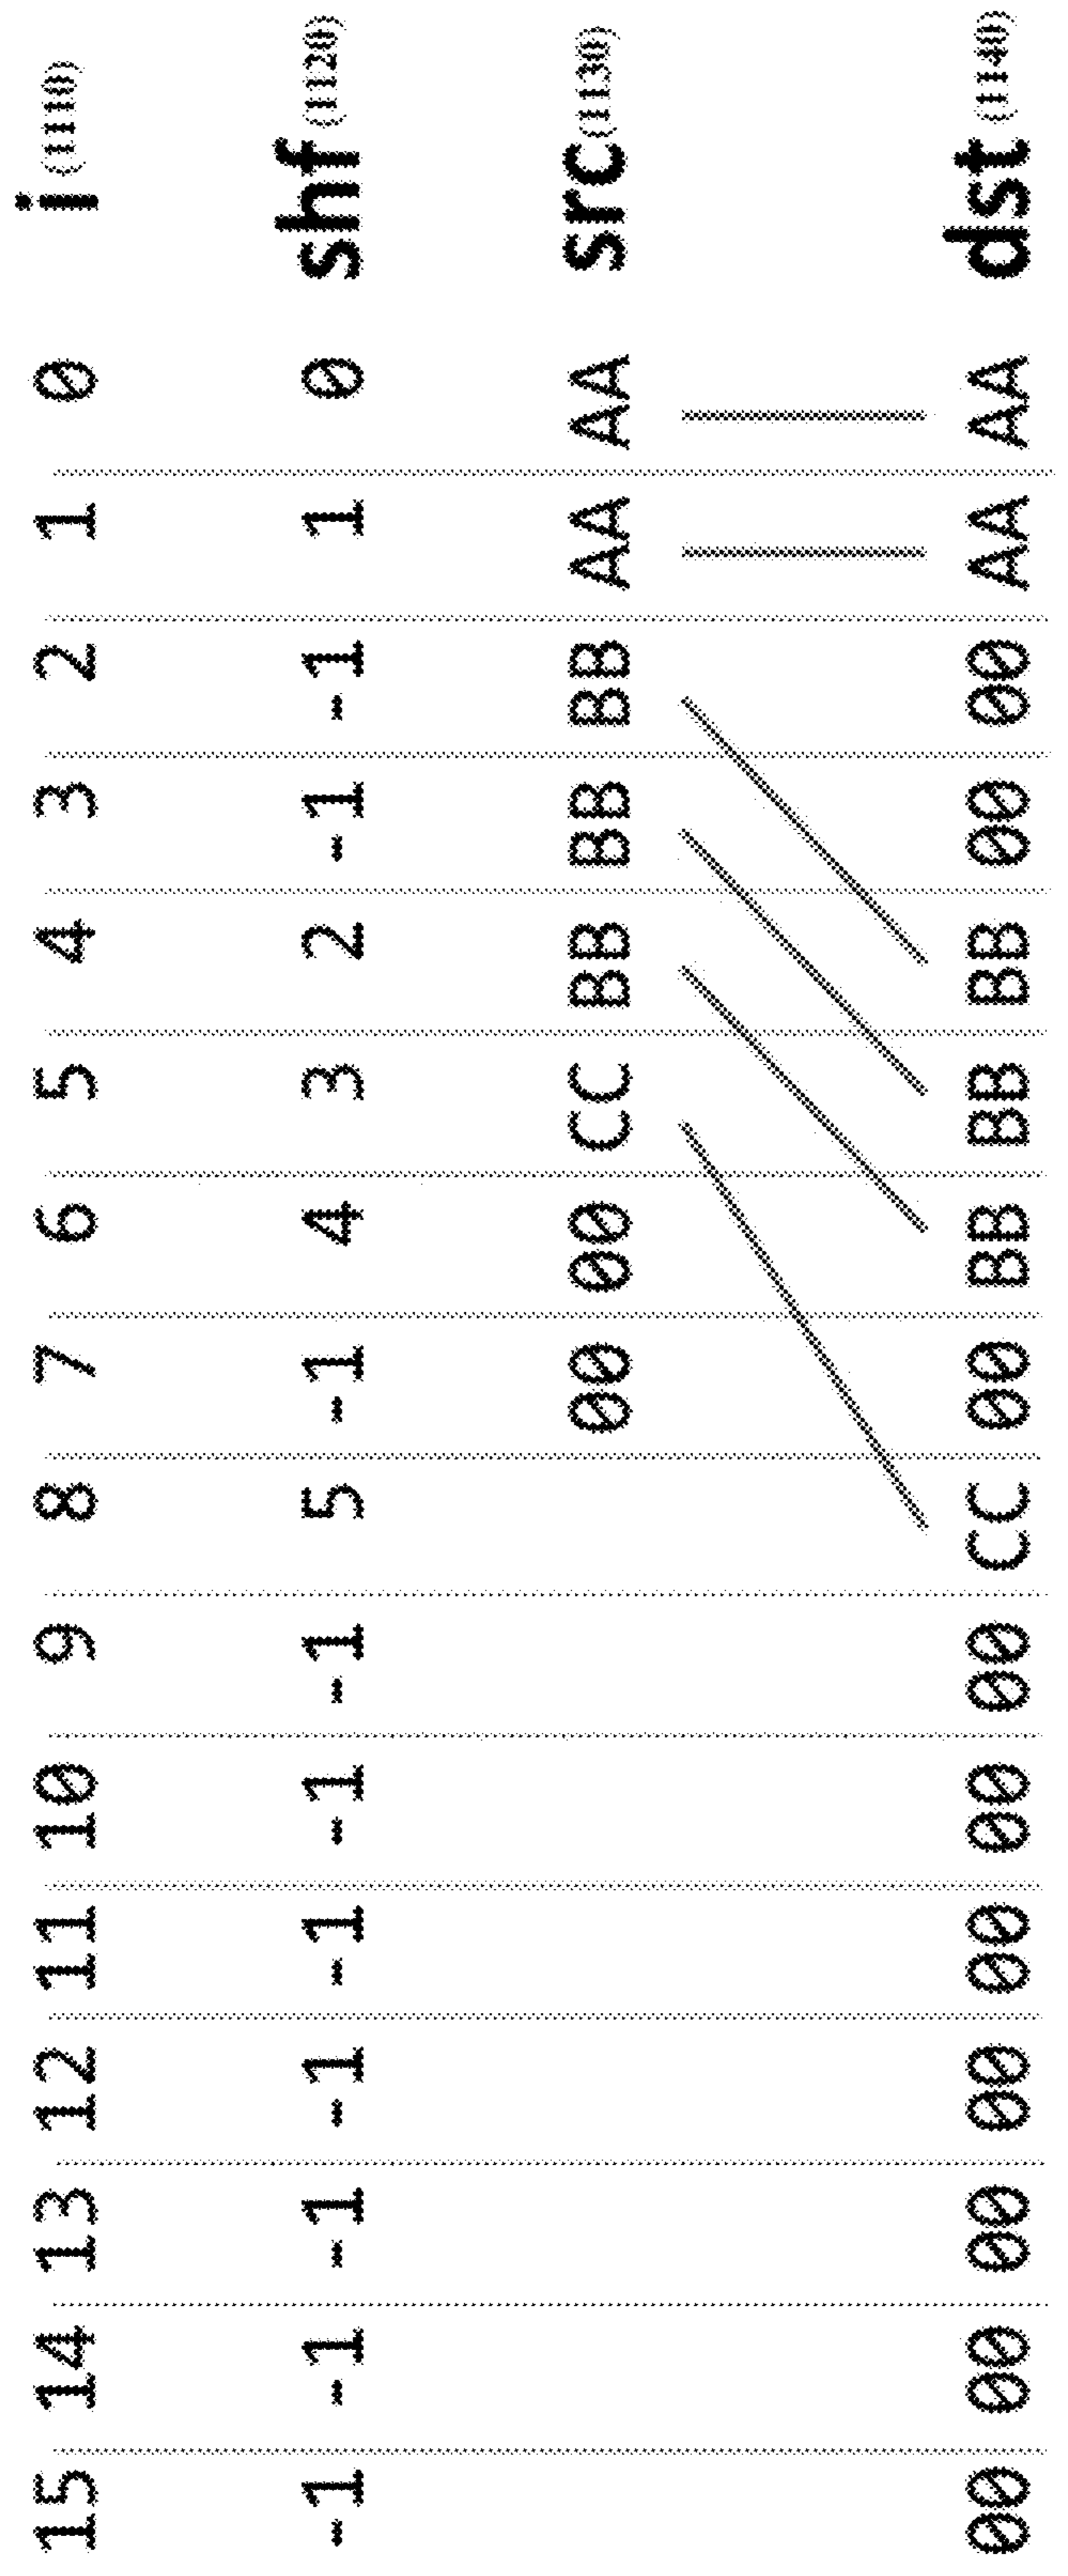 15 14 13 12 11 10 9 8 7 6 5 4 3 2 1 0 i (1110)
-1 -1 -1 -1 -1 -1 -1 5 -1 4 3 2 -1 -1 1 0 shf (1120)
00 00 CC BB BB BB AA AA src (1130)
00 00 00 00 00 00 00 CC 00 BB BB BB 00 00 AA AA dst (1140)